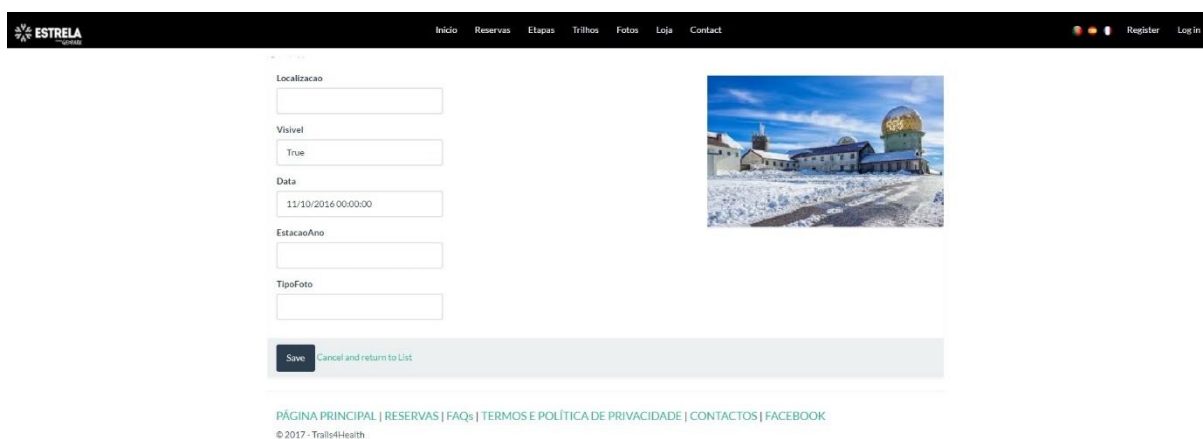 ESTRELA
Início Reservas Etapas Trilhos Fotos Loja Contact
Register Log in
Localizacao
Visivel
True
Data
11/10/2016 00:00:00
EstacaoAno
TipoFoto
Save Cancel and return to List
PÁGINA PRINCIPAL | RESERVAS | FAQs | TERMOS E POLÍTICA DE PRIVACIDADE | CONTACTOS | FACEBOOK
© 2017 - Trails4Health